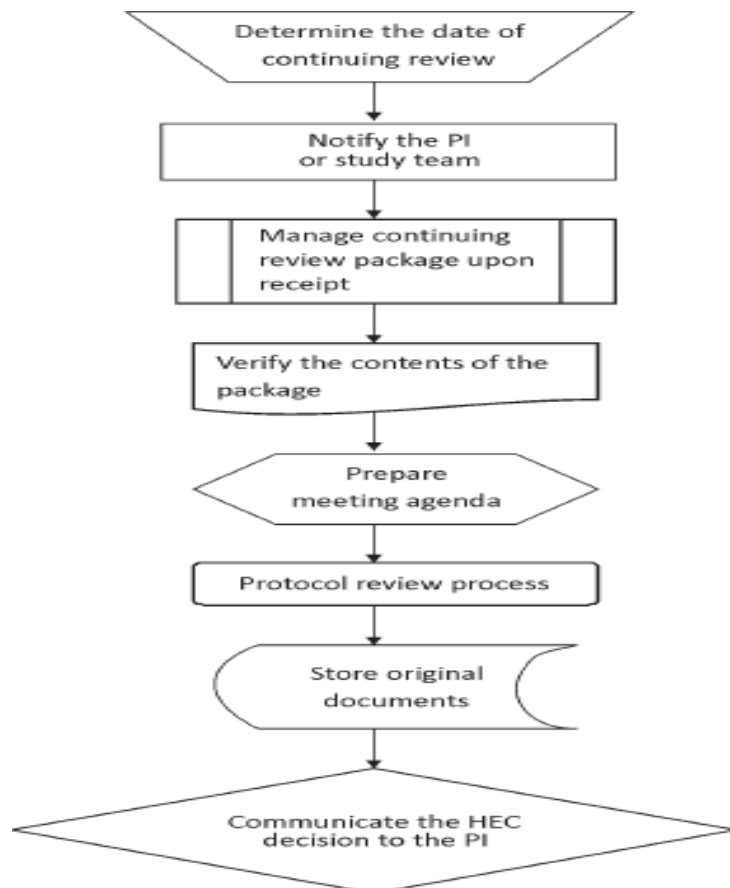 Determine the date of
continuing review
Notify the PI
or study team
Manage continuing
review package upon
receipt
Verify the contents of the
package
Prepare
meeting agenda
Protocol review process
Store original
documents
Communicate the HEC
decision to the PI